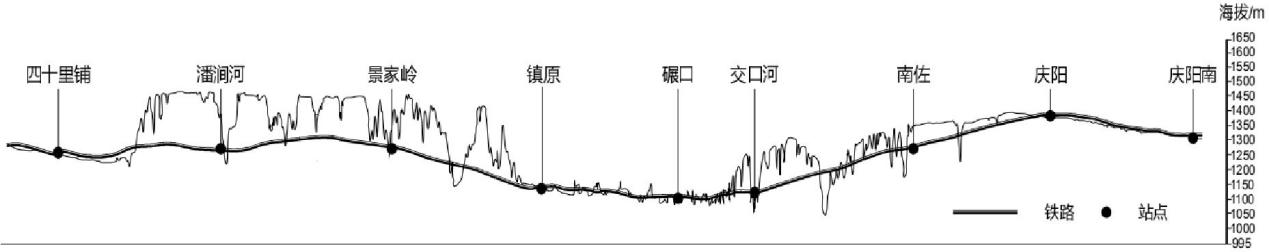 海拔/m
四十里铺
潘涧河
景家岭
镇原
碾口
交口河
南佐
庆阳
庆阳南
1650
1600
1550
1500
1450
1400
1350
1300
1250
1200
1150
1100
1050
1000
995
铁路
站点